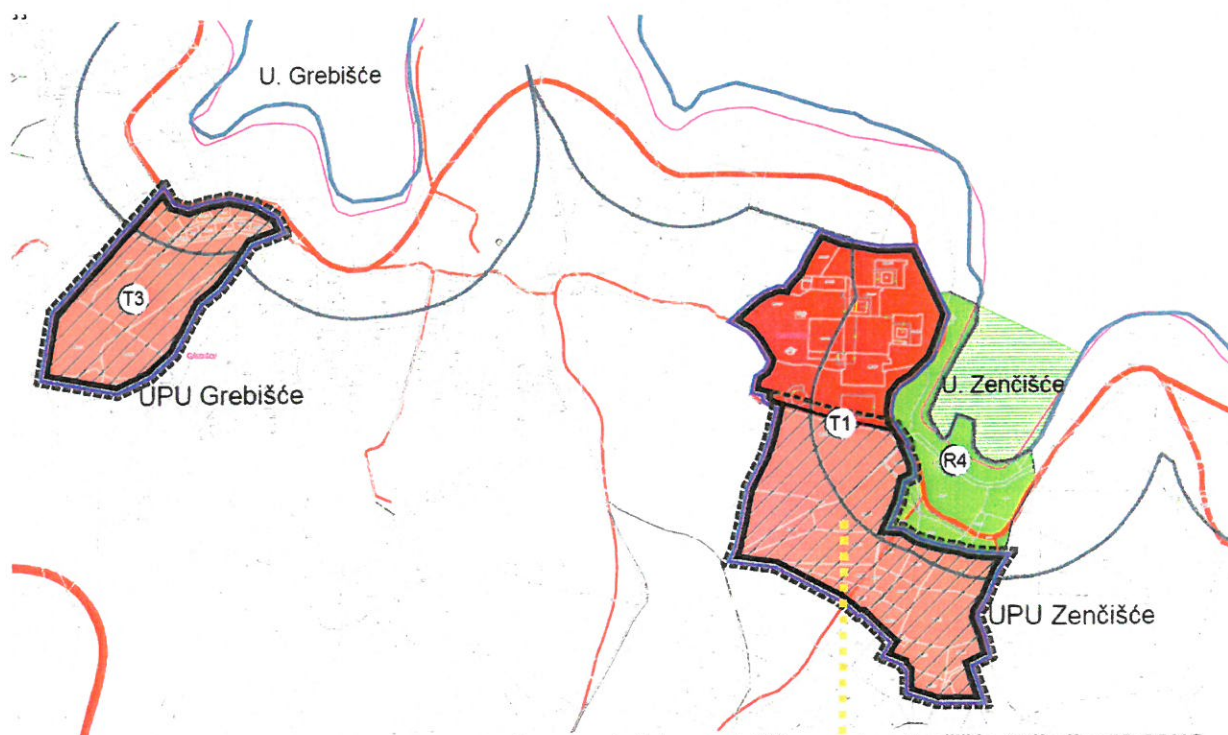 U. Grebišće
T3
UPU Grebišće
U. Zenčišće
T1
R4
UPU Zenčišće